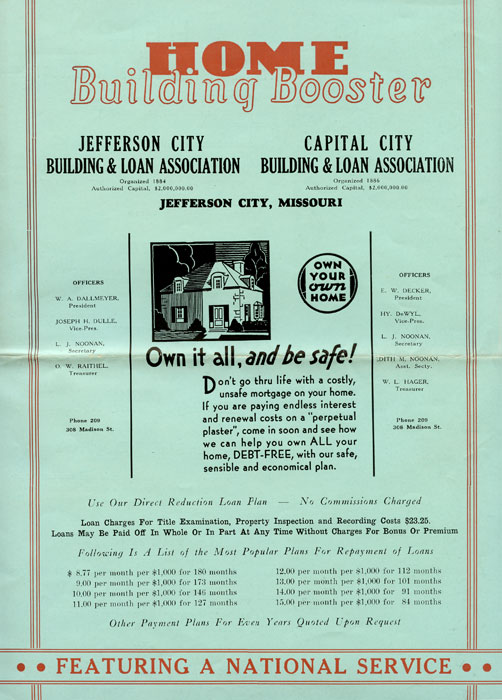 HOME
Building Booster
JEFFERSON CITY
BUILDING & LOAN ASSOCIATION
Organized 1884
Authorized Capital, $2,000,000.00
CAPITAL CITY
BUILDING & LOAN ASSOCIATION
Organized 1886
Authorized Capital, $2,000,000.00
JEFFERSON CITY, MISSOURI
OFFICERS
W. A. DALLMEYER,
President
JOSEPH H. DULLE,
Vice-Pres.
L. J. NOONAN,
Secretary
O. W. RAITHEL,
Treasurer
Phone 209
308 Madison St.
OWN
YOUR
own
HOME
Own it all, and be safe!
Don't go thru life with a costly,
unsafe mortgage on your home.
If you are paying endless interest
and renewal costs on a "perpetual
plaster", come in soon and see how
we can help you own ALL your
home, DEBT-FREE, with our safe,
sensible and economical plan.
OFFICERS
E. W. DECKER,
President
HY. DeWYL,
Vice-Pres.
L. J. NOONAN,
Secretary
DITH M. NOONAN,
Asst. Secty.
W. L. HAGER,
Treasurer
Phone 209
308 Madison St.
Use Our Direct Reduction Loan Plan — No Commissions Charged
Loan Charges For Title Examination, Property Inspection and Recording Costs $23.25.
Loans May Be Paid Off In Whole Or In Part At Any Time Without Charges For Bonus Or Premium
Following Is A List of the Most Popular Plans For Repayment of Loans
$ 8.77 per month per $1,000 for 180 months
9.00 per month per $1,000 for 173 months
10.00 per month per $1,000 for 146 months
11.00 per month per $1,000 for 127 months
12.00 per month per $1,000 for 112 months
13.00 per month per $1,000 for 101 months
14.00 per month per $1,000 for 91 months
15.00 per month per $1,000 for 84 months
Other Payment Plans For Even Years Quoted Upon Request
• • FEATURING A NATIONAL SERVICE • •